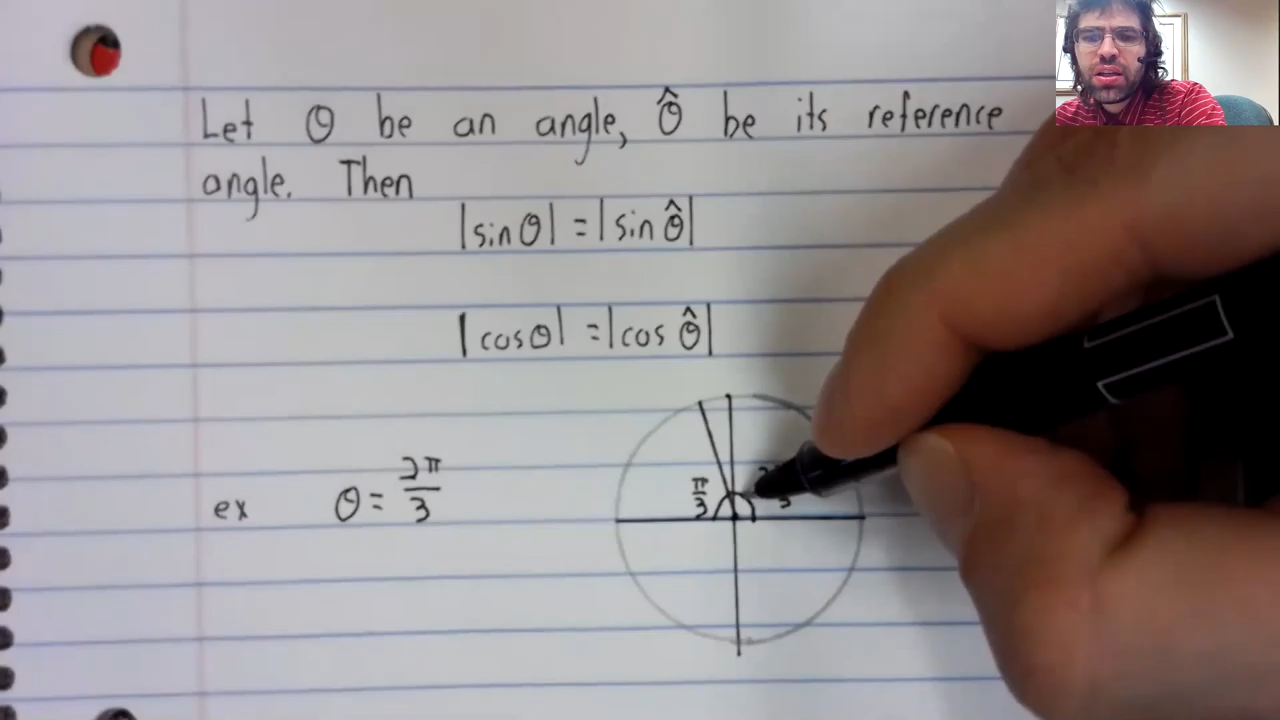 Let θ be an angle, θ̂ be its reference
angle. Then
|sin θ| = |sin θ̂|
|cos θ| = |cos θ̂|
ex θ = 2π/3
π/3